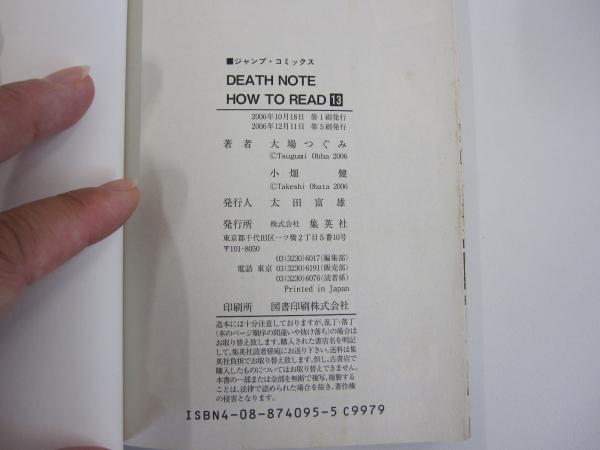 ■ジャンプ・コミックス
DEATH NOTE
HOW TO READ 13
2006年10月18日 第1刷発行
2006年12月11日 第5刷発行
著者 大場つぐみ
©Tsugumi Ohba 2006
小畑 健
©Takeshi Obata 2006
発行人 太田富雄
発行所 株式会社 集英社
東京都千代田区一ツ橋2丁目5番10号
〒101-8050
03(3230)6017(編集部)
電話 東京 03(3230)6191(販売部)
03(3230)6076(読者係)
Printed in Japan
印刷所 図書印刷株式会社
造本には十分注意しておりますが、乱丁・落丁
(本のページ順序の間違いや抜け落ち)の場合は
お取り替え致します。購入された書店名を明記
して、集英社読者係宛にお送り下さい。送料は集
英社負担でお取り替え致します。但し、古書店で
購入したものについてはお取り替え出来ません。
本書の一部または全部を無断で複写、複製する
ことは、法律で認められた場合を除き、著作権
の侵害となります。
ISBN4-08-874095-5 C9979